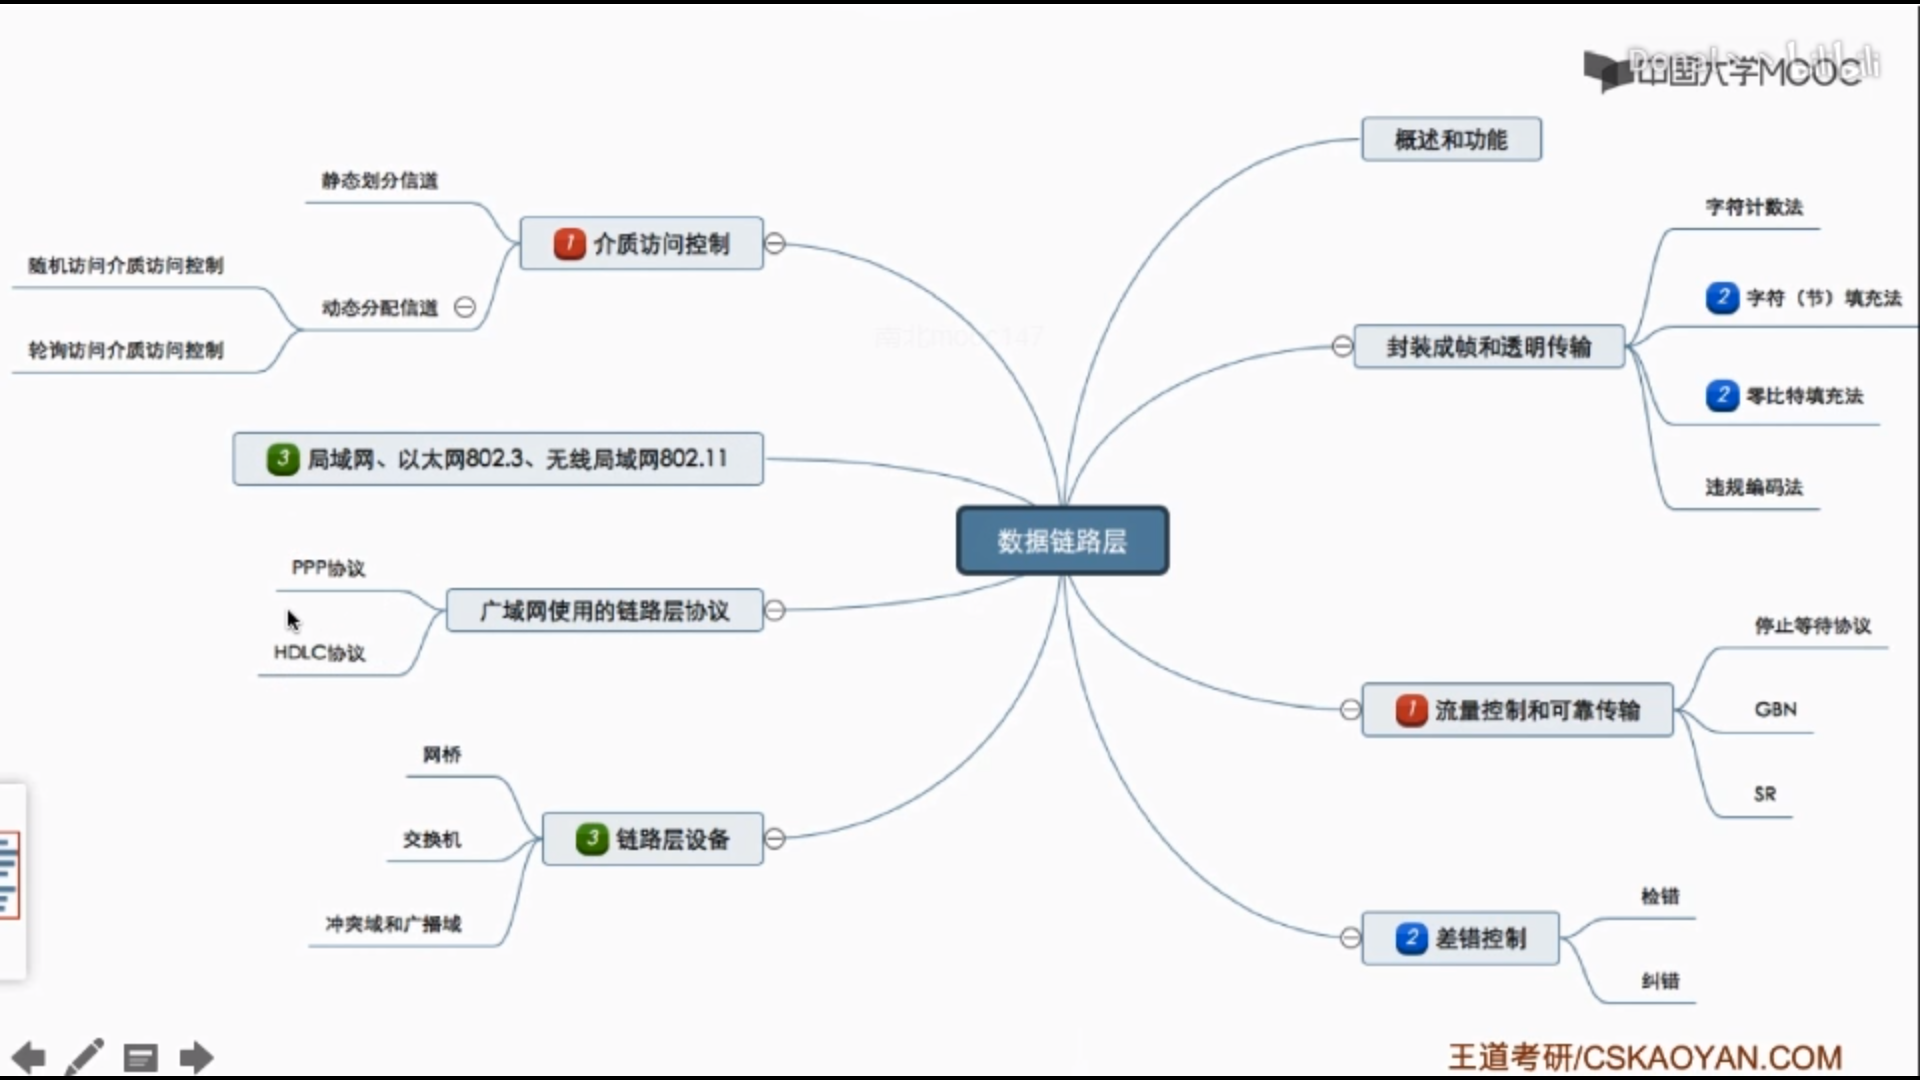 中国大学MOOC
bilibili
概述和功能
静态划分信道
字符计数法
1 介质访问控制
随机访问介质访问控制
2 字符（节）填充法
动态分配信道
轮询访问介质访问控制
封装成帧和透明传输
2 零比特填充法
3 局域网、以太网802.3、无线局域网802.11
违规编码法
数据链路层
PPP协议
广域网使用的链路层协议
HDLC协议
停止等待协议
1 流量控制和可靠传输
GBN
网桥
SR
3 链路层设备
交换机
检错
冲突域和广播域
2 差错控制
纠错
王道考研/CSKAOYAN.COM